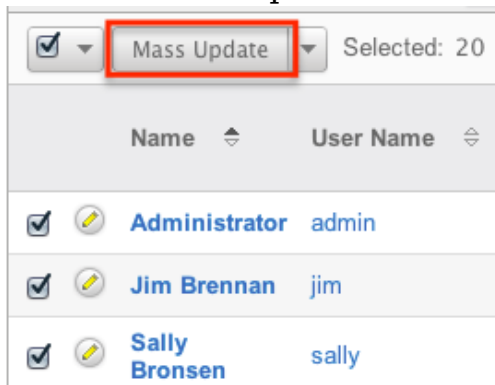 Mass Update Selected: 20
Name User Name
Administrator admin
Jim Brennan jim
Sally
Bronsen sally